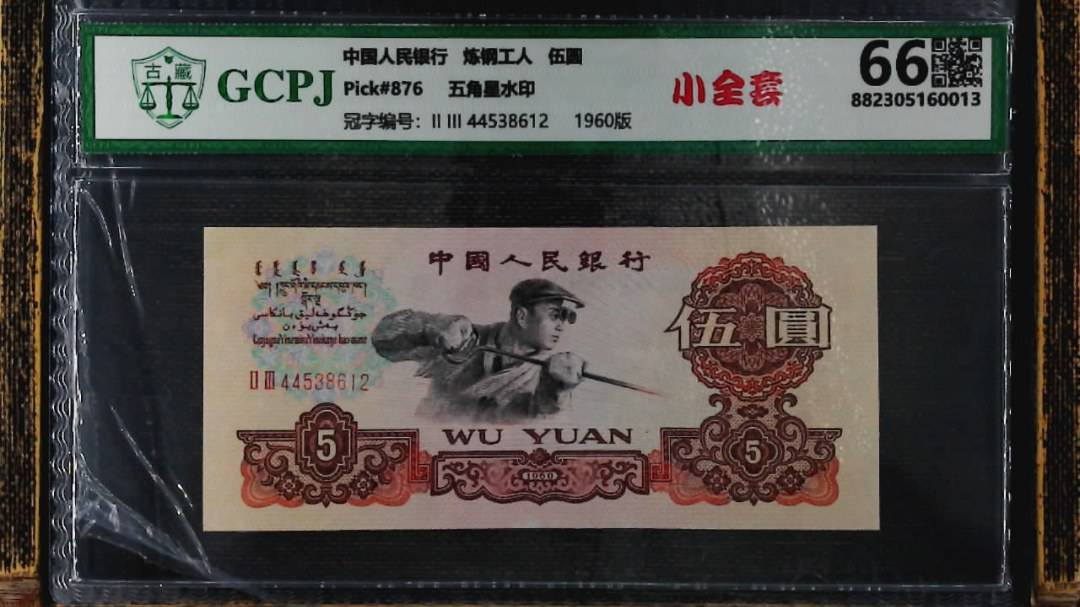 古藏
GCPJ
中国人民银行 炼钢工人 伍圆
Pick#876 五角星水印
冠字编号：II III 44538612 1960版
小全套
66
882305160013
中國人民銀行
伍圓
II III 44538612
5
WU YUAN
1960
5